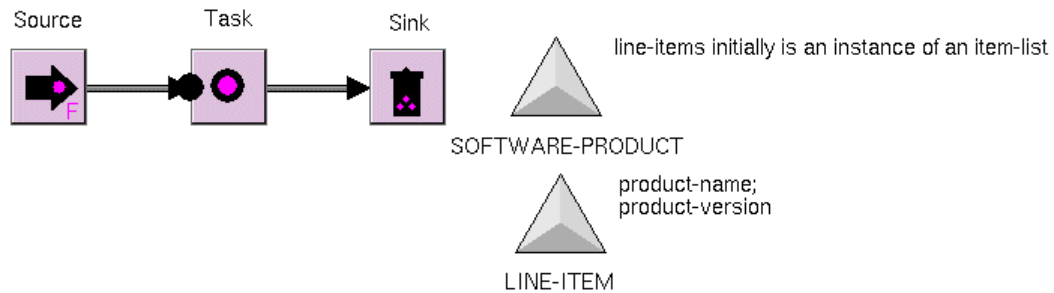 Source
Task
Sink
F
line-items initially is an instance of an item-list
SOFTWARE-PRODUCT
product-name;
product-version
LINE-ITEM